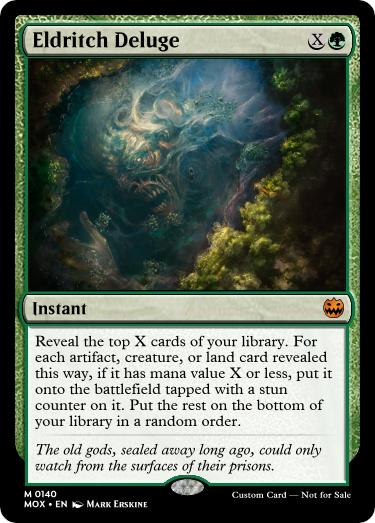 Eldritch Deluge X
Instant
Reveal the top X cards of your library. For
each artifact, creature, or land card revealed
this way, if it has mana value X or less, put it
onto the battlefield tapped with a stun
counter on it. Put the rest on the bottom of
your library in a random order.
The old gods, sealed away long ago, could only
watch from the surfaces of their prisons.
M 0140
MOX • EN Mark Erskine
Custom Card — Not for Sale